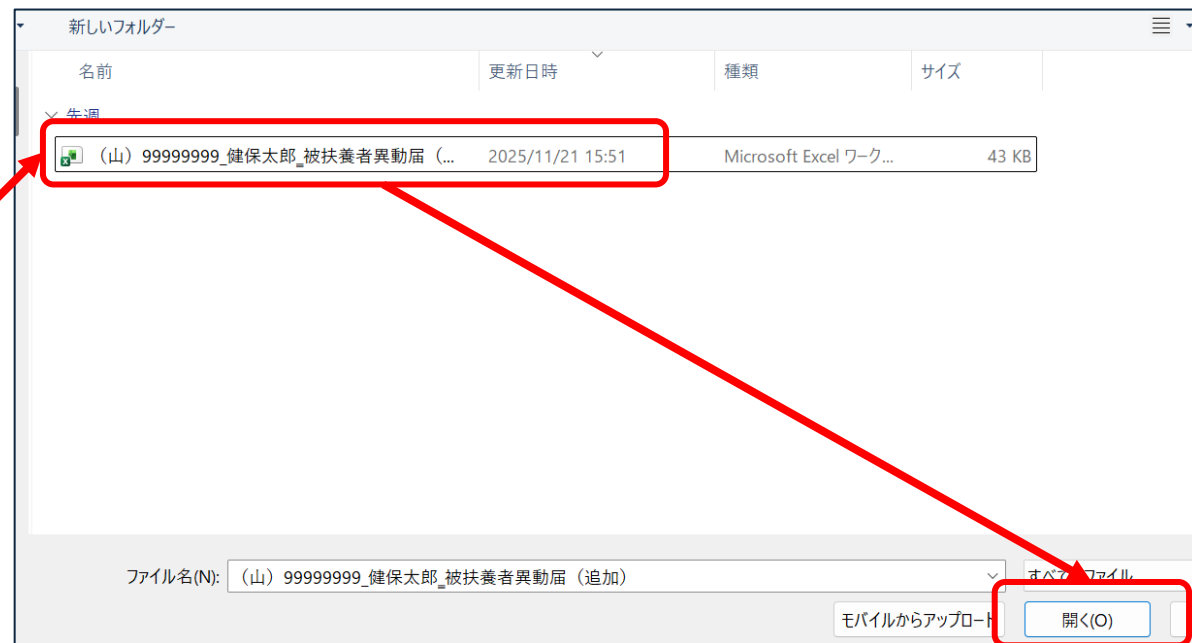 新しいフォルダー
名前 更新日時 種類 サイズ
先週
（山）99999999_健保太郎_被扶養者異動届（... 2025/11/21 15:51 Microsoft Excel ワーク... 43 KB
ファイル名(N): （山）99999999_健保太郎_被扶養者異動届（追加） すべて ファイル
モバイルからアップロード 開く(O)